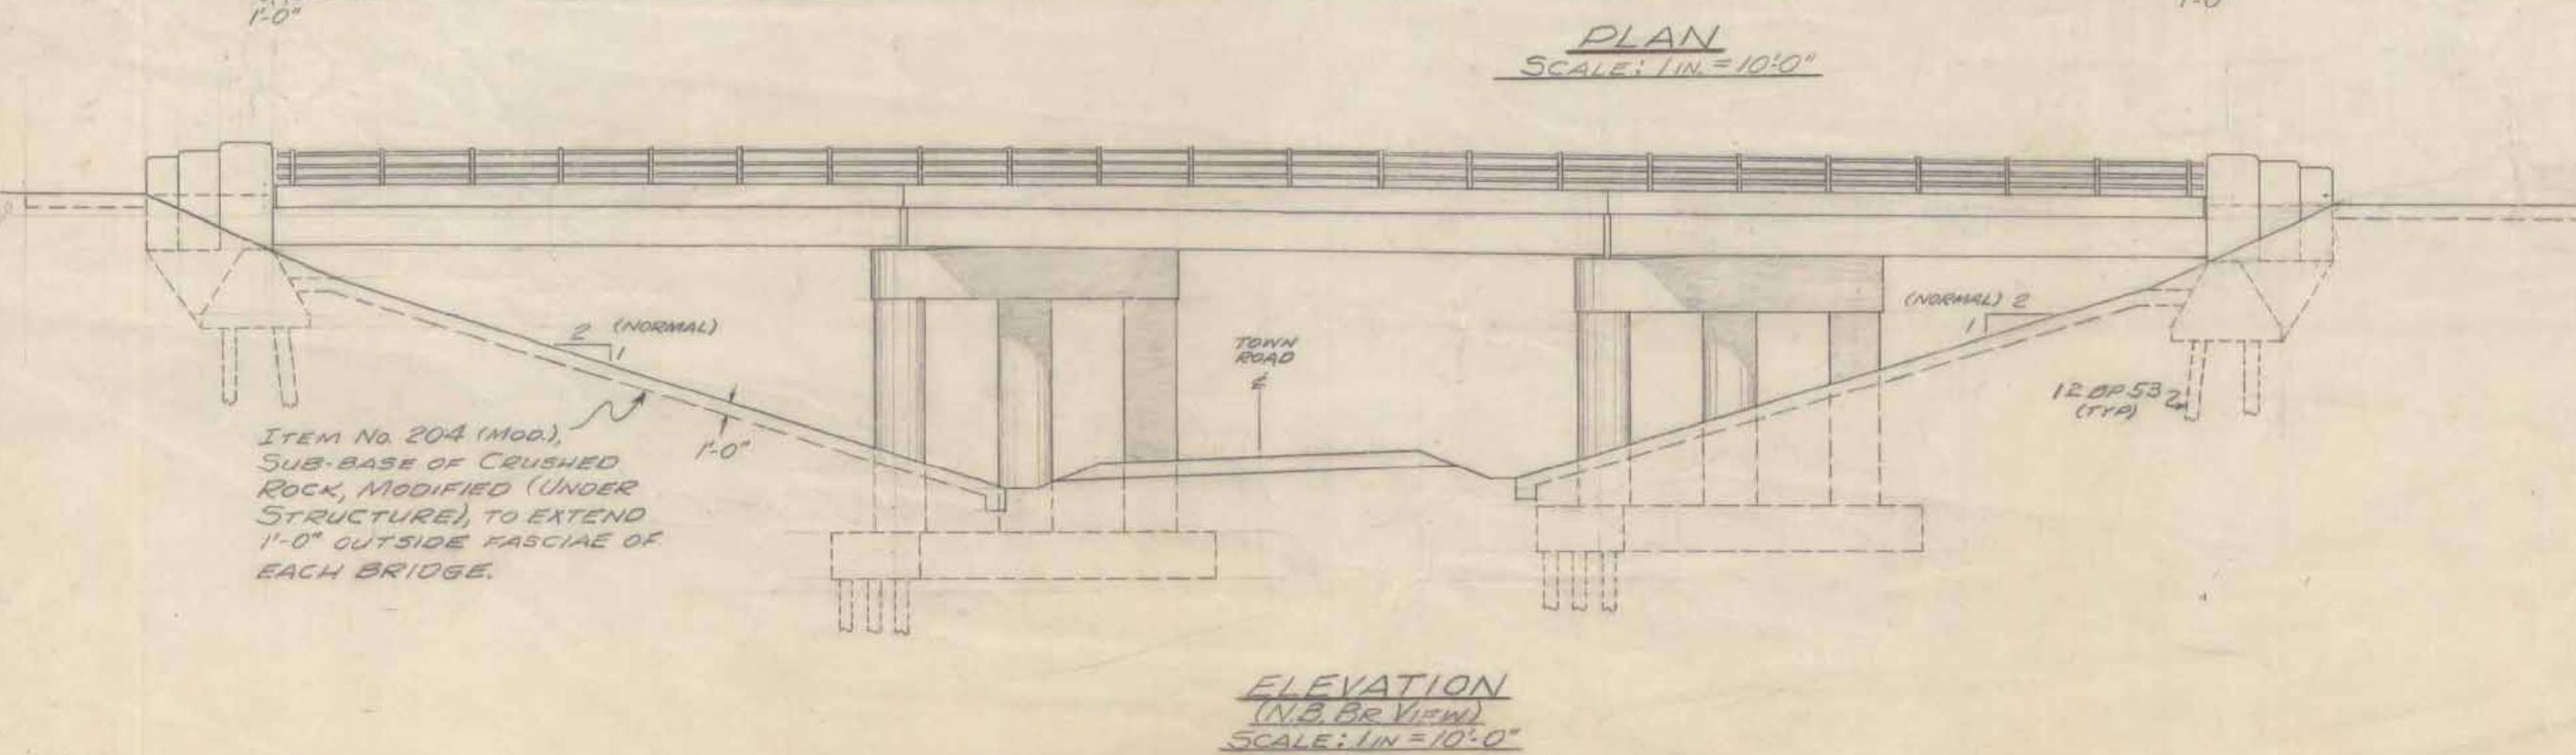 1'-0"
1'-0"
PLAN
SCALE: 1 IN. = 10'-0"
2 (NORMAL)
1
(NORMAL) 2
1
TOWN
ROAD
℄
12 BP 53
(TYP)
1'-0"
ITEM No. 204 (MOD.),
SUB-BASE OF CRUSHED
ROCK, MODIFIED (UNDER
STRUCTURE), TO EXTEND
1'-0" OUTSIDE FASCIAE OF
EACH BRIDGE.
ELEVATION
(N.B. BR VIEW)
SCALE: 1 IN = 10'-0"